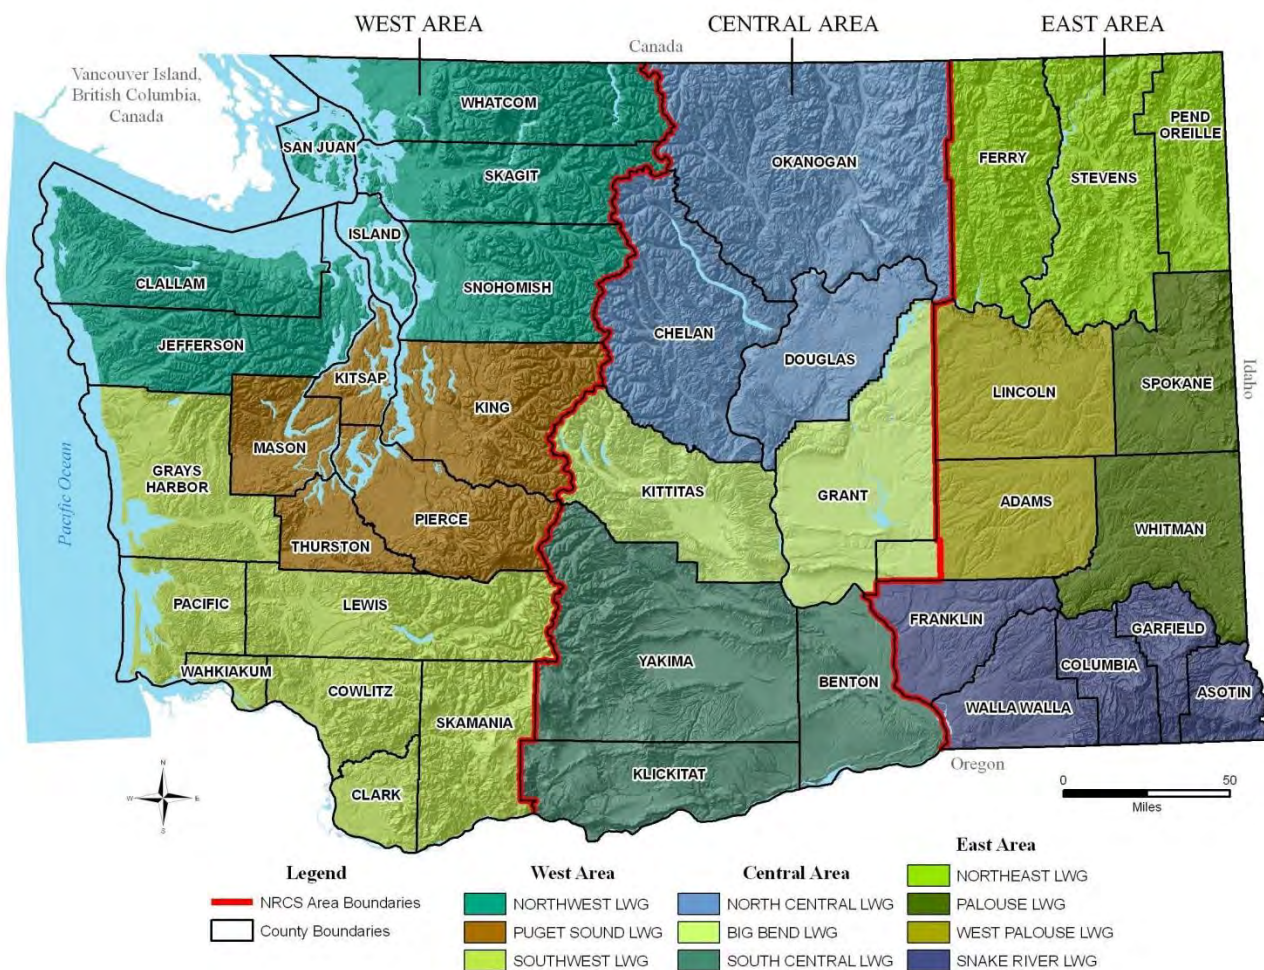 WEST AREA
CENTRAL AREA
EAST AREA
Canada
Vancouver Island,
British Columbia,
Canada
WHATCOM
SAN JUAN
SKAGIT
ISLAND
SNOHOMISH
CLALLAM
JEFFERSON
KITSAP
KING
MASON
GRAYS
HARBOR
PIERCE
THURSTON
PACIFIC
LEWIS
WAHKIAKUM
COWLITZ
SKAMANIA
CLARK
Pacific Ocean
OKANOGAN
CHELAN
DOUGLAS
KITTITAS
GRANT
YAKIMA
BENTON
KLICKITAT
FERRY
STEVENS
PEND
OREILLE
LINCOLN
SPOKANE
ADAMS
WHITMAN
FRANKLIN
GARFIELD
COLUMBIA
WALLA WALLA
ASOTIN
Idaho
Oregon
N
W
E
S
0
50
Miles
Legend
NRCS Area Boundaries
County Boundaries
West Area
NORTHWEST LWG
PUGET SOUND LWG
SOUTHWEST LWG
Central Area
NORTH CENTRAL LWG
BIG BEND LWG
SOUTH CENTRAL LWG
East Area
NORTHEAST LWG
PALOUSE LWG
WEST PALOUSE LWG
SNAKE RIVER LWG